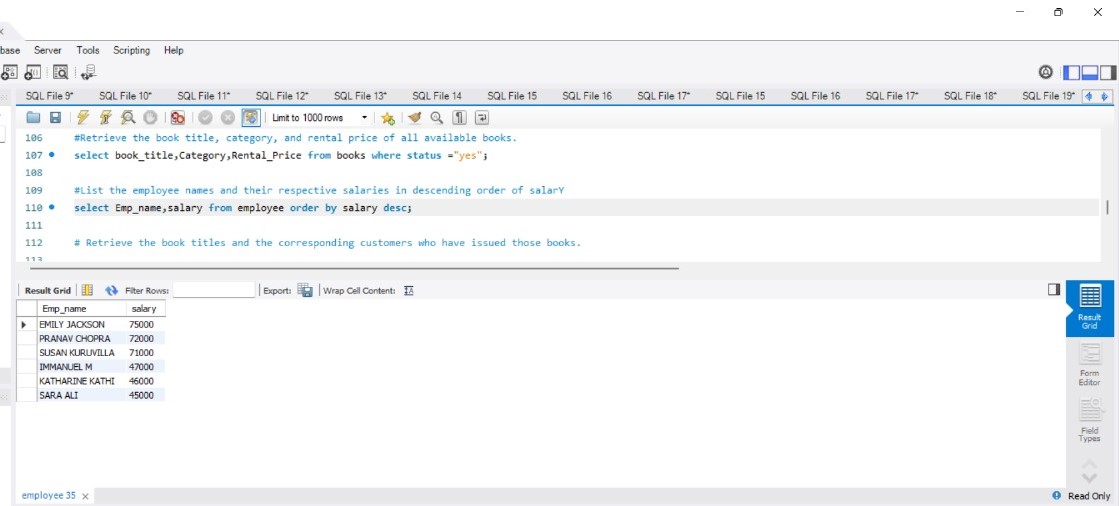 base Server Tools Scripting Help
SQL File 9* SQL File 10* SQL File 11* SQL File 12* SQL File 13* SQL File 14 SQL File 15 SQL File 16 SQL File 17* SQL File 15 SQL File 16 SQL File 17* SQL File 18* SQL File 19*
Limit to 1000 rows
106 #Retrieve the book title, category, and rental price of all available books.
107 select book_title,Category,Rental_Price from books where status ="yes";
108
109 #List the employee names and their respective salaries in descending order of salarY
110 select Emp_name,salary from employee order by salary desc;
111
112 # Retrieve the book titles and the corresponding customers who have issued those books.
113
Result Grid Filter Rows: Export: Wrap Cell Content:
Emp_name salary
EMILY JACKSON 75000
PRANAV CHOPRA 72000
SUSAN KURUVILLA 71000
IMMANUEL M 47000
KATHARINE KATHI 46000
SARA ALI 45000
Result
Grid
Form
Editor
Field
Types
employee 35 Read Only